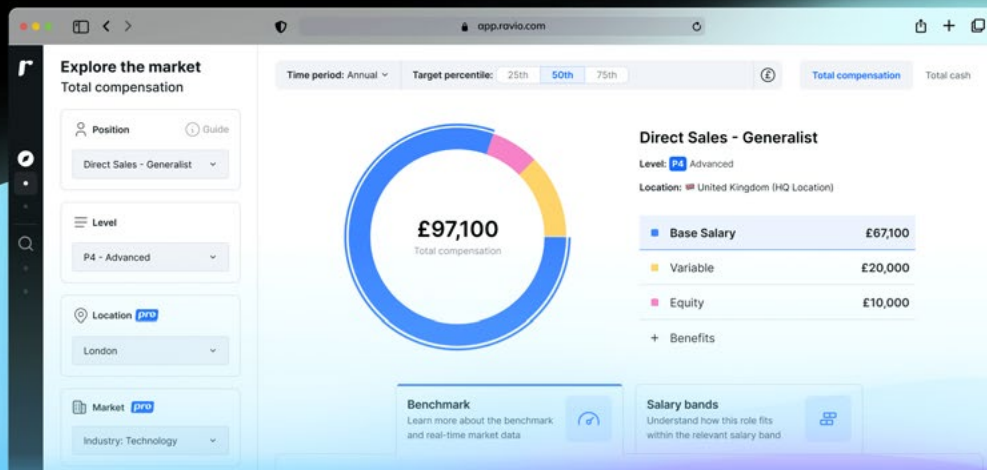 app.ravio.com
r
Explore the market
Total compensation
Position
Guide
Direct Sales - Generalist
Level
P4 - Advanced
Location pro
London
Market pro
Industry: Technology
Time period: Annual
Target percentile: 25th 50th 75th
£
Total compensation
Total cash
£97,100
Total compensation
Direct Sales - Generalist
Level: P4 Advanced
Location: United Kingdom (HQ Location)
Base Salary £67,100
Variable £20,000
Equity £10,000
+ Benefits
Benchmark
Learn more about the benchmark
and real-time market data
Salary bands
Understand how this role fits
within the relevant salary band